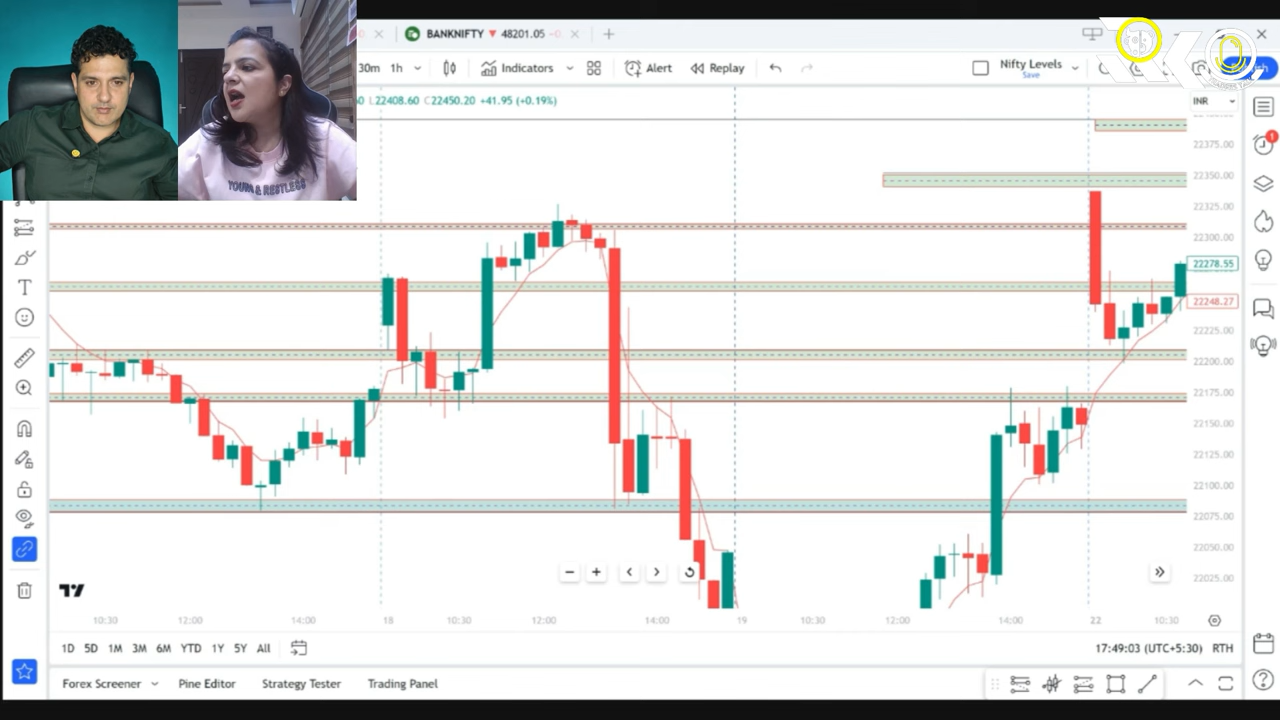 BANKNIFTY ▼ 48201.05
30m 1h Indicators Alert Replay Nifty Levels
Save
L22408.60 C22450.20 +41.95 (+0.19%) INR
YOUNG & RESTLESS
22375.00
22350.00
22325.00
22300.00
22278.55
22248.27
22225.00
22200.00
22175.00
22150.00
22125.00
22100.00
22075.00
22050.00
22025.00
10:30 12:00 14:00 18 10:30 12:00 14:00 19 10:30 12:00 14:00 22 10:30
1D 5D 1M 3M 6M YTD 1Y 5Y All 17:49:03 (UTC+5:30) RTH
Forex Screener Pine Editor Strategy Tester Trading Panel